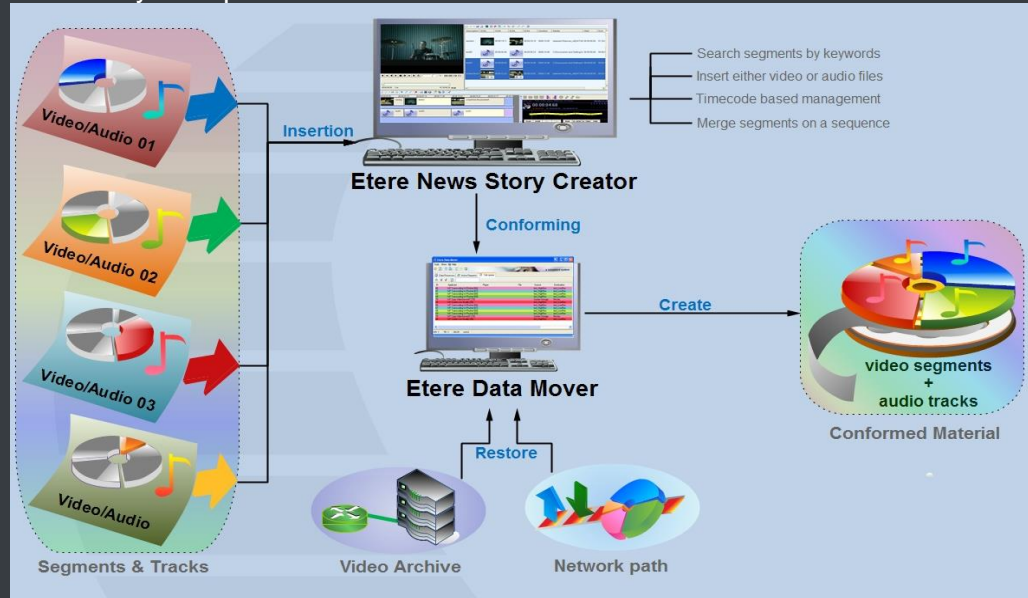 Video/Audio 01
Video/Audio 02
Video/Audio 03
Video/Audio
Segments & Tracks
Insertion
Etere News Story Creator
Search segments by keywords
Insert either video or audio files
Timecode based management
Merge segments on a sequence
Conforming
Etere Data Mover
Create
Restore
Video Archive
Network path
video segments
+
audio tracks
Conformed Material